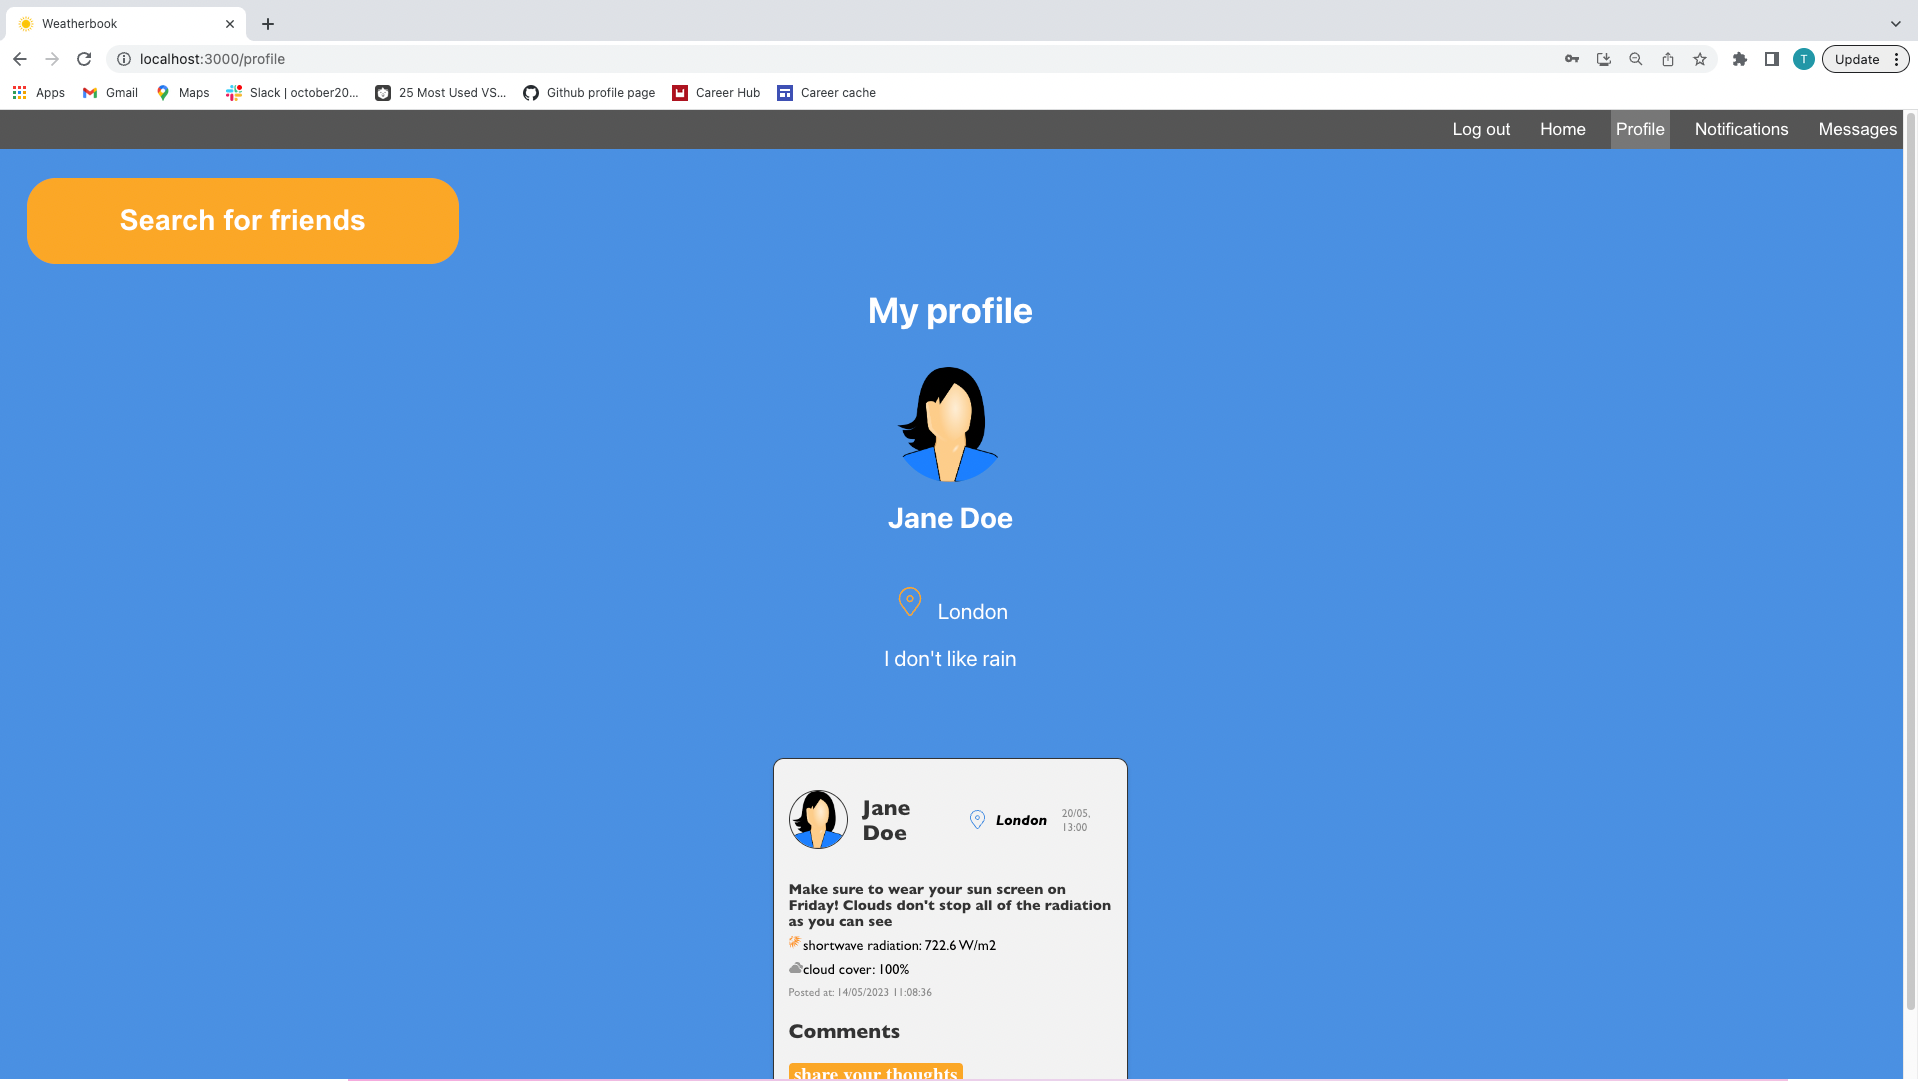 Weatherbook
localhost:3000/profile
T
Update
Apps
Gmail
Maps
Slack | october20...
25 Most Used VS...
Github profile page
Career Hub
Career cache
Log out
Home
Profile
Notifications
Messages
Search for friends
My profile
Jane Doe
London
I don't like rain
Jane
Doe
London
20/05,
13:00
Make sure to wear your sun screen on
Friday! Clouds don't stop all of the radiation
as you can see
shortwave radiation: 722.6 W/m2
cloud cover: 100%
Posted at: 14/05/2023 11:08:36
Comments
share your thoughts